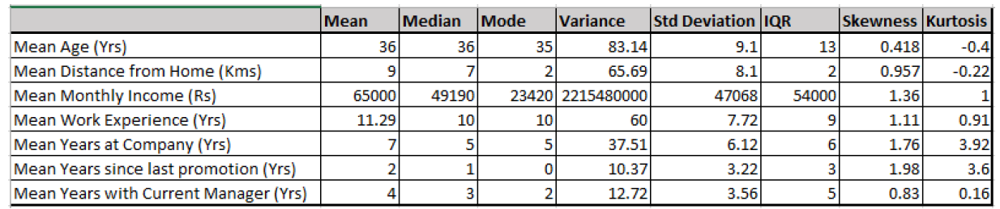 Mean Median Mode Variance Std Deviation IQR Skewness Kurtosis
Mean Age (Yrs) 36 36 35 83.14 9.1 13 0.418 -0.4
Mean Distance from Home (Kms) 9 7 2 65.69 8.1 2 0.957 -0.22
Mean Monthly Income (Rs) 65000 49190 23420 2215480000 47068 54000 1.36 1
Mean Work Experience (Yrs) 11.29 10 10 60 7.72 9 1.11 0.91
Mean Years at Company (Yrs) 7 5 5 37.51 6.12 6 1.76 3.92
Mean Years since last promotion (Yrs) 2 1 0 10.37 3.22 3 1.98 3.6
Mean Years with Current Manager (Yrs) 4 3 2 12.72 3.56 5 0.83 0.16